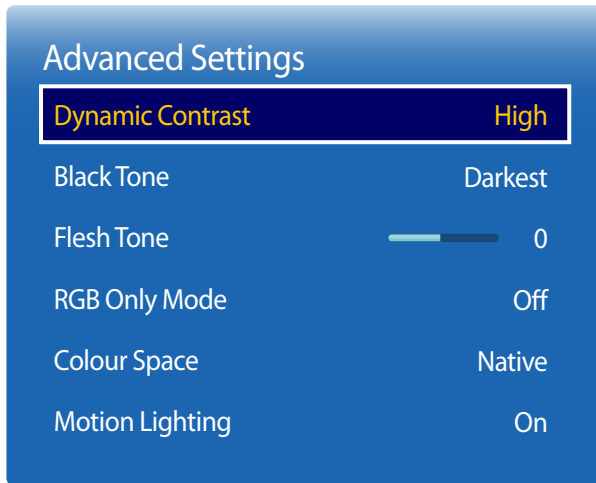 Advanced Settings
Dynamic Contrast High
Black Tone Darkest
Flesh Tone 0
RGB Only Mode Off
Colour Space Native
Motion Lighting On